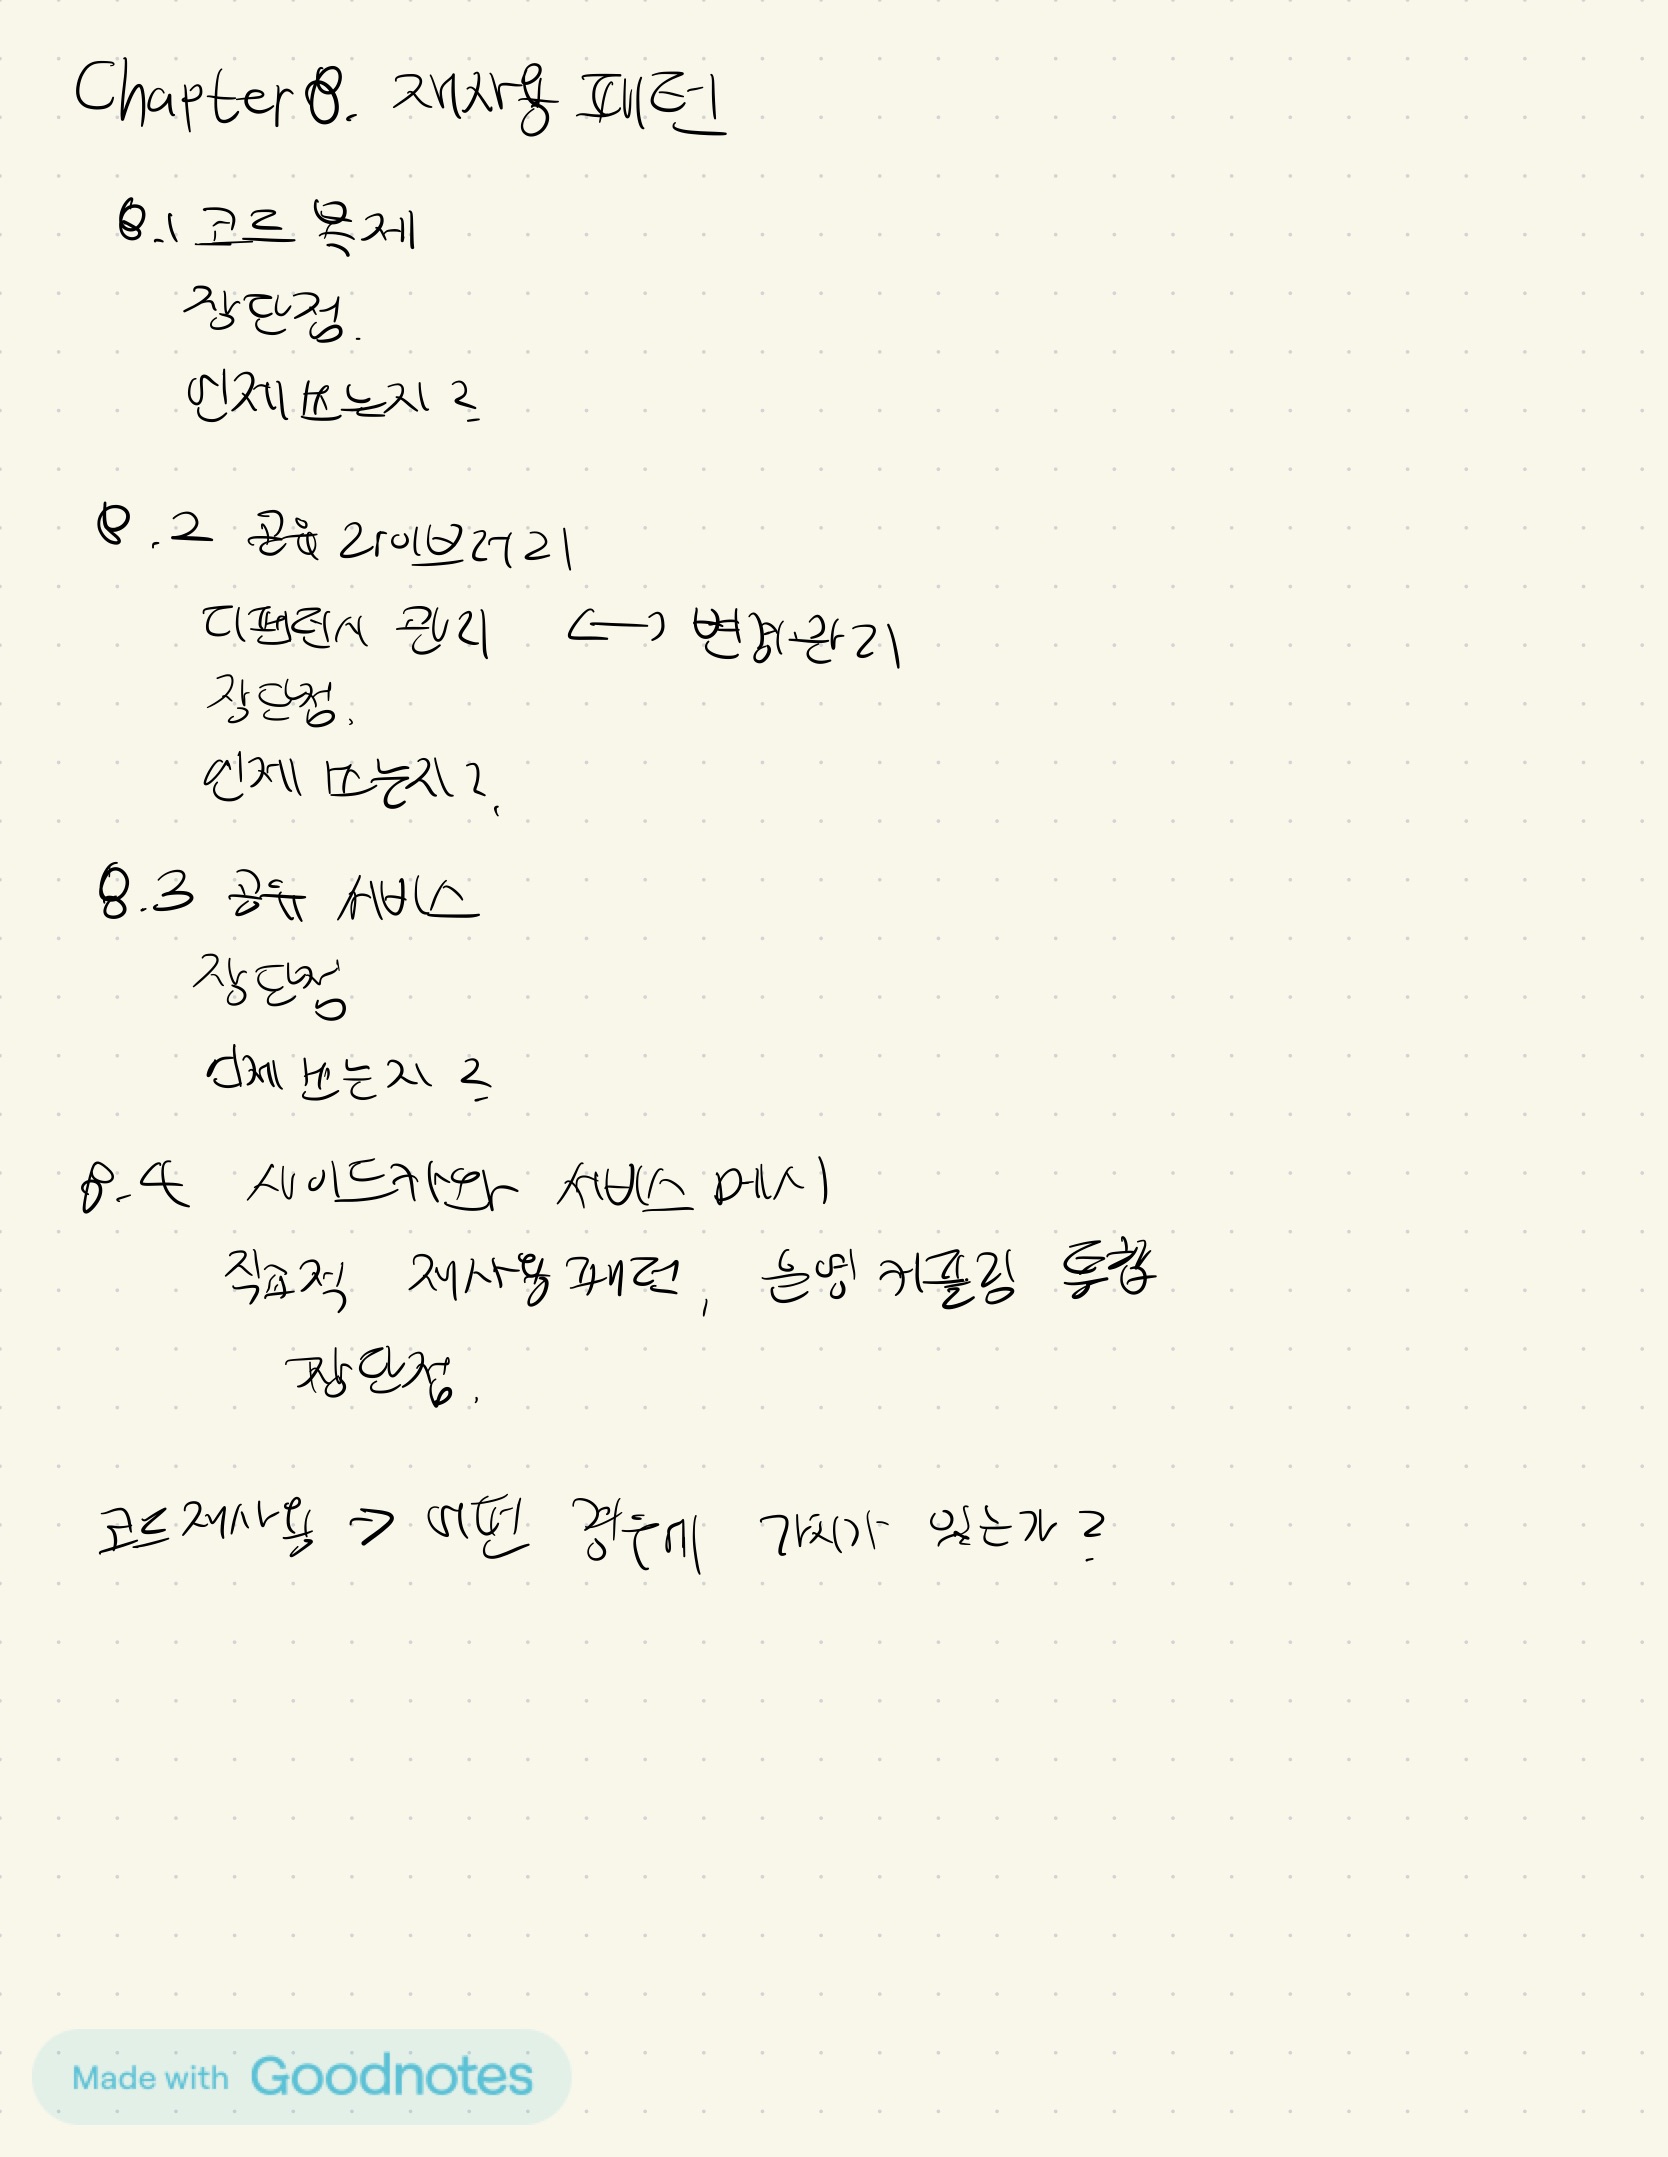 Chapter 8. 재사용 패턴
8.1 코드 복제
장단점.
언제 쓰는지?
8.2 공유 라이브러리
디펜던시 관리 <-> 변경관리
장단점.
언제 쓰는지?
8.3 공유 서비스
장단점
언제 쓰는지?
8.4 사이드카와 서비스 메시
직교적 재사용 패턴, 운영 커플링 통합
장단점.
코드 재사용 → 어떤 경우에 가치가 있는가?
Made with Goodnotes